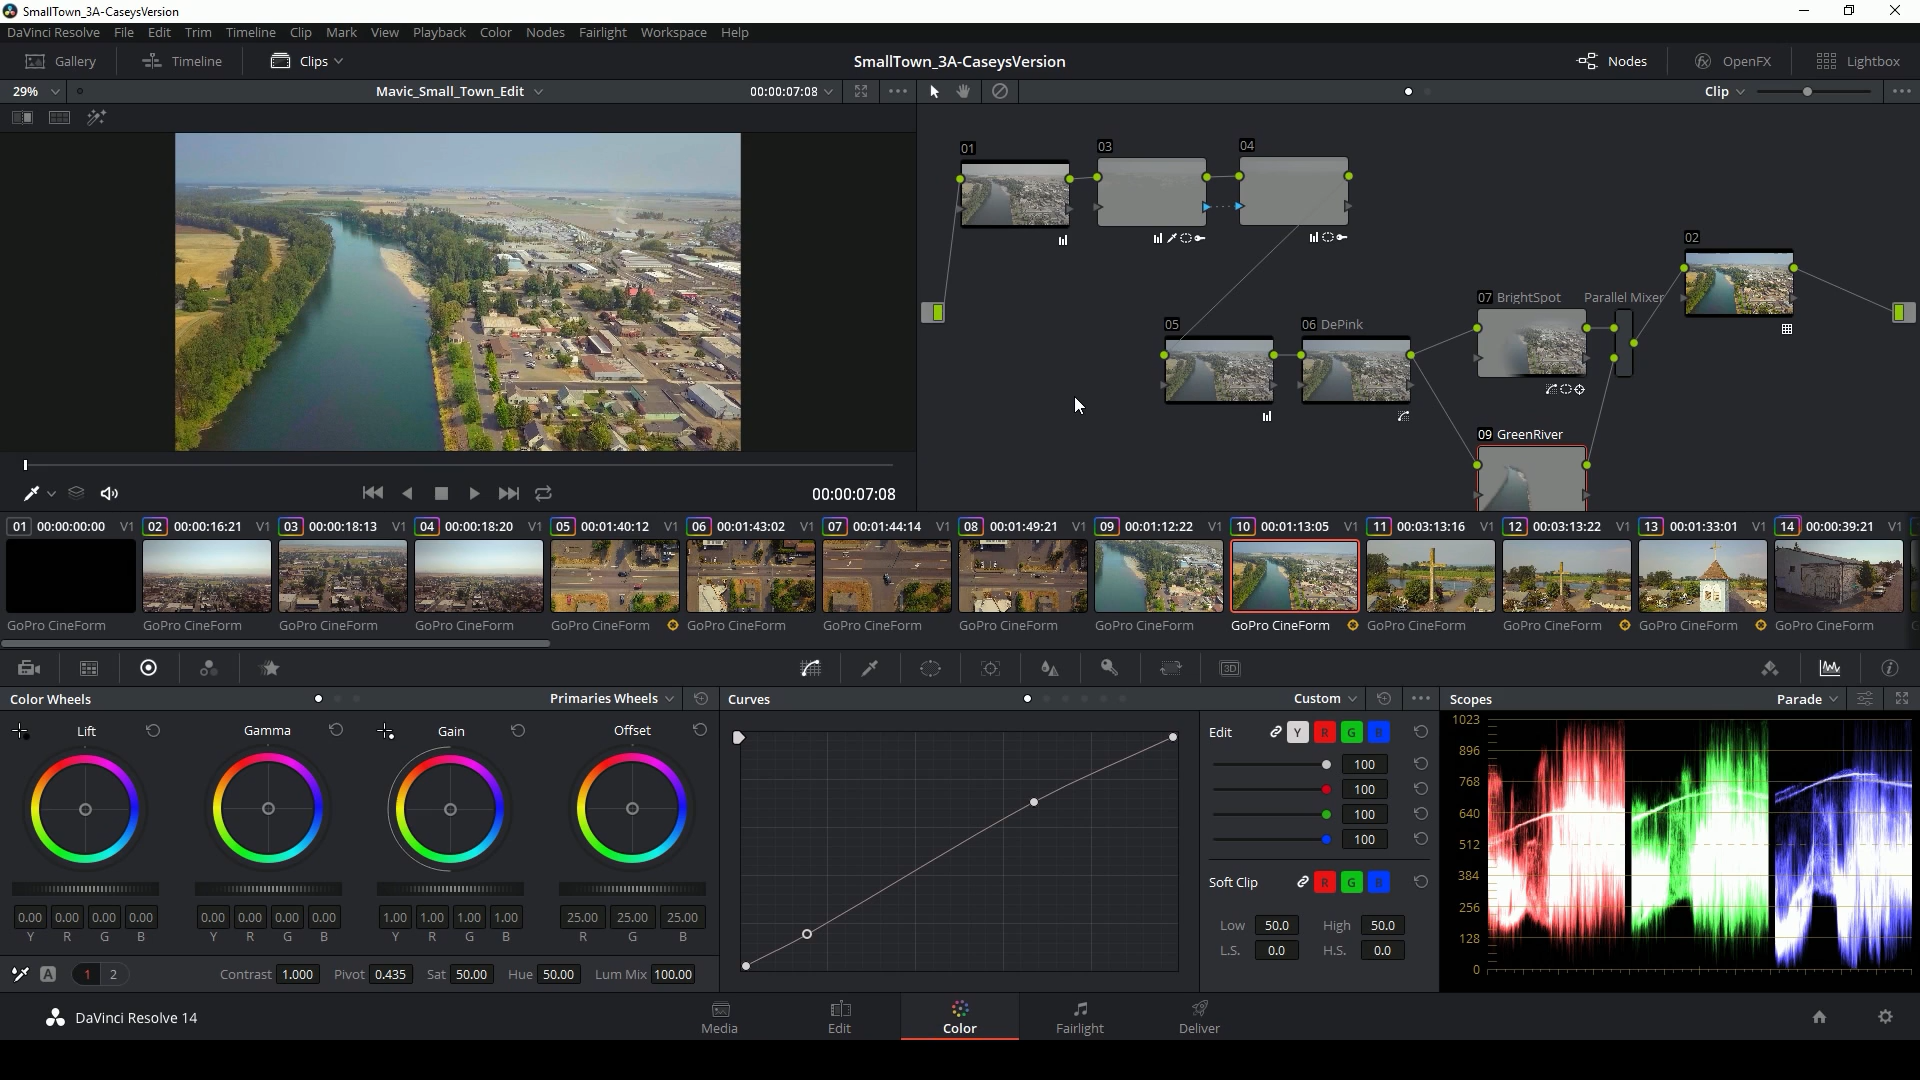 SmallTown_3A-CaseysVersion
DaVinci Resolve File Edit Trim Timeline Clip Mark View Playback Color Nodes Fairlight Workspace Help
Gallery Timeline Clips SmallTown_3A-CaseysVersion Nodes OpenFX Lightbox
29% Mavic_Small_Town_Edit 00:00:07:08 Clip
01 03 04
02
07 BrightSpot Parallel Mixer
05 06 DePink
09 GreenRiver
00:00:07:08
01 00:00:00:00 V1 02 00:00:16:21 V1 03 00:00:18:13 V1 04 00:00:18:20 V1 05 00:01:40:12 V1 06 00:01:43:02 V1 07 00:01:44:14 V1 08 00:01:49:21 V1 09 00:01:12:22 V1 10 00:01:13:05 V1 11 00:03:13:16 V1 12 00:03:13:22 V1 13 00:01:33:01 V1 14 00:00:39:21 V1
GoPro CineForm GoPro CineForm GoPro CineForm GoPro CineForm GoPro CineForm GoPro CineForm GoPro CineForm GoPro CineForm GoPro CineForm GoPro CineForm GoPro CineForm GoPro CineForm GoPro CineForm GoPro CineForm
3D
Color Wheels Primaries Wheels Curves Custom Scopes Parade
Lift Gamma Gain Offset Edit Y R G B
100
100
100
100
Soft Clip R G B
0.00 0.00 0.00 0.00 0.00 0.00 0.00 0.00 1.00 1.00 1.00 1.00 25.00 25.00 25.00
Y R G B Y R G B Y R G B R G B
Low 50.0 High 50.0
L.S. 0.0 H.S. 0.0
A 1 2 Contrast 1.000 Pivot 0.435 Sat 50.00 Hue 50.00 Lum Mix 100.00
1023
896
768
640
512
384
256
128
0
DaVinci Resolve 14 Media Edit Color Fairlight Deliver